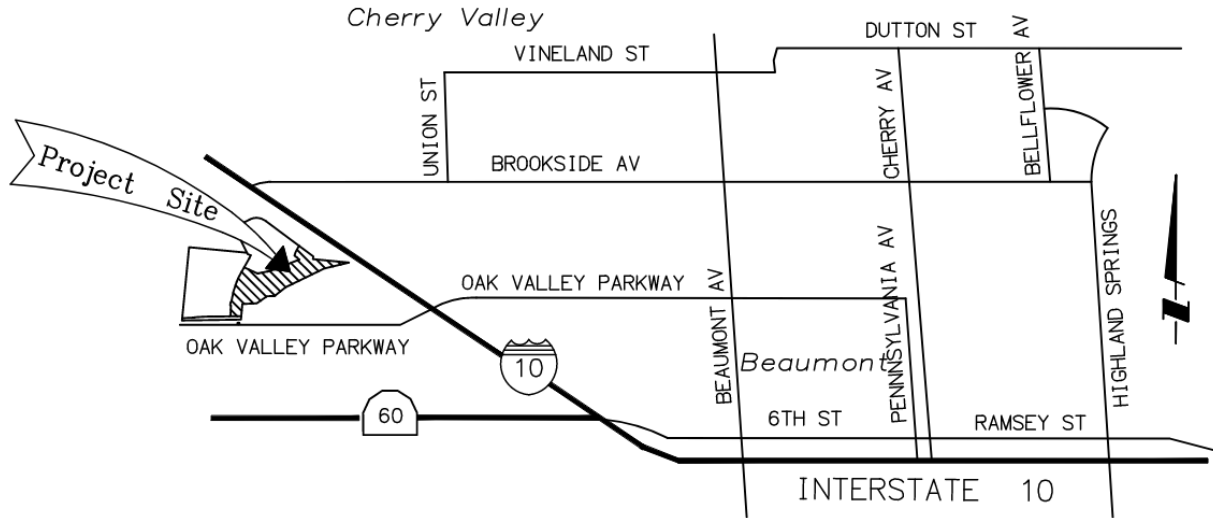 Cherry Valley
DUTTON ST
VINELAND ST
BELLFLOWER AV
CHERRY AV
UNION ST
BROOKSIDE AV
Project Site
OAK VALLEY PARKWAY
OAK VALLEY PARKWAY
BEAUMONT AV
PENNNSYLVANIA AV
HIGHLAND SPRINGS
Beaumont
10
60
6TH ST
RAMSEY ST
INTERSTATE 10
N